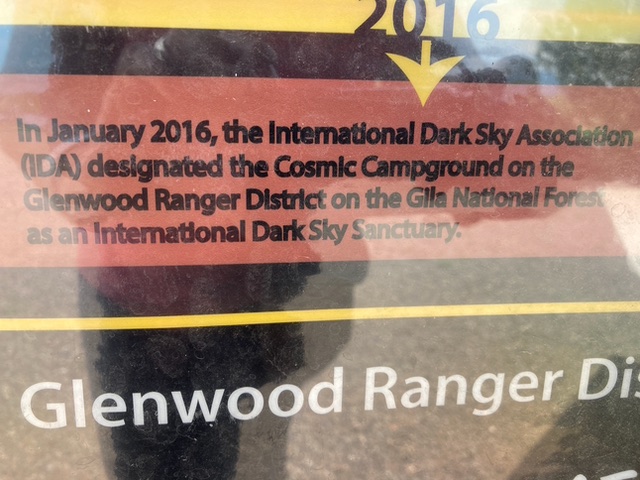 2016
In January 2016, the International Dark Sky Association
(IDA) designated the Cosmic Campground on the
Glenwood Ranger District on the Gila National Forest
as an International Dark Sky Sanctuary.
Glenwood Ranger Dis